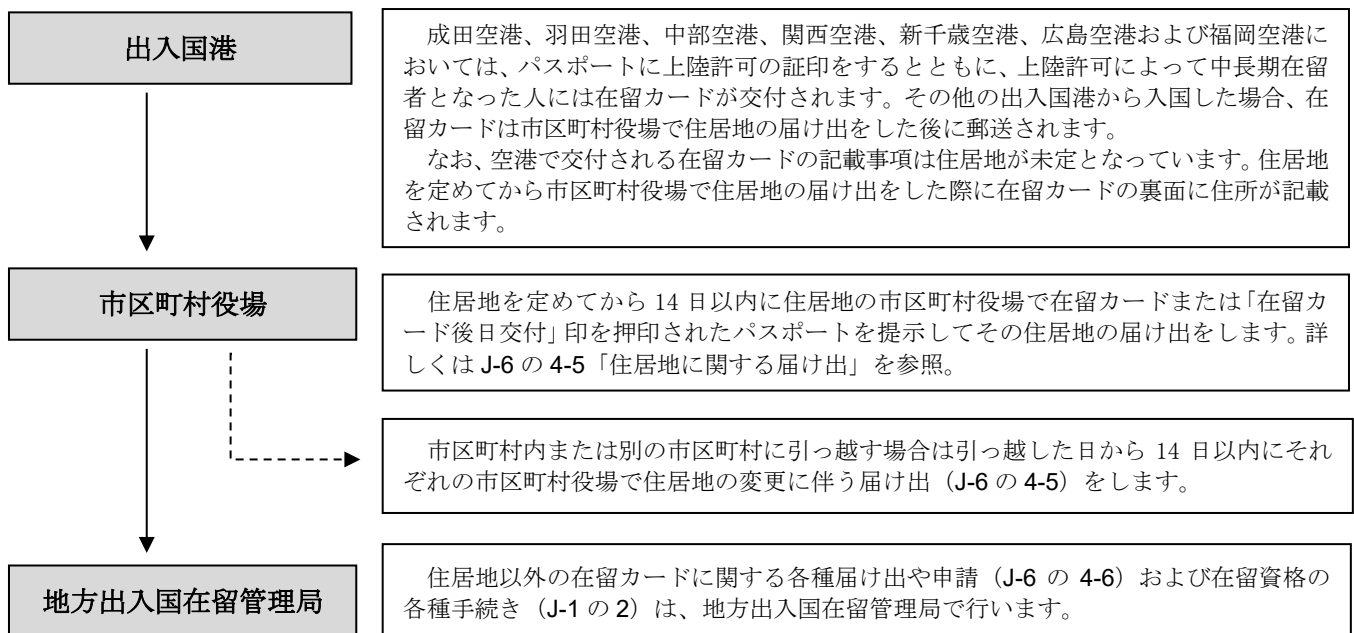 出入国港
成田空港、羽田空港、中部空港、関西空港、新千歳空港、広島空港および福岡空港に
おいては、パスポートに上陸許可の証印をするとともに、上陸許可によって中長期在留
者となった人には在留カードが交付されます。その他の出入国港から入国した場合、在
留カードは市区町村役場で住居地の届け出をした後に郵送されます。
なお、空港で交付される在留カードの記載事項は住居地が未定となっています。住居地
を定めてから市区町村役場で住居地の届け出をした際に在留カードの裏面に住所が記載
されます。
市区町村役場
住居地を定めてから 14 日以内に住居地の市区町村役場で在留カードまたは「在留カ
ード後日交付」印を押印されたパスポートを提示してその住居地の届け出をします。詳
しくは J-6 の 4-5「住居地に関する届け出」を参照。
市区町村内または別の市区町村に引っ越す場合は引っ越した日から 14 日以内にそれ
ぞれの市区町村役場で住居地の変更に伴う届け出（J-6 の 4-5）をします。
地方出入国在留管理局
住居地以外の在留カードに関する各種届け出や申請（J-6 の 4-6）および在留資格の
各種手続き（J-1 の 2）は、地方出入国在留管理局で行います。